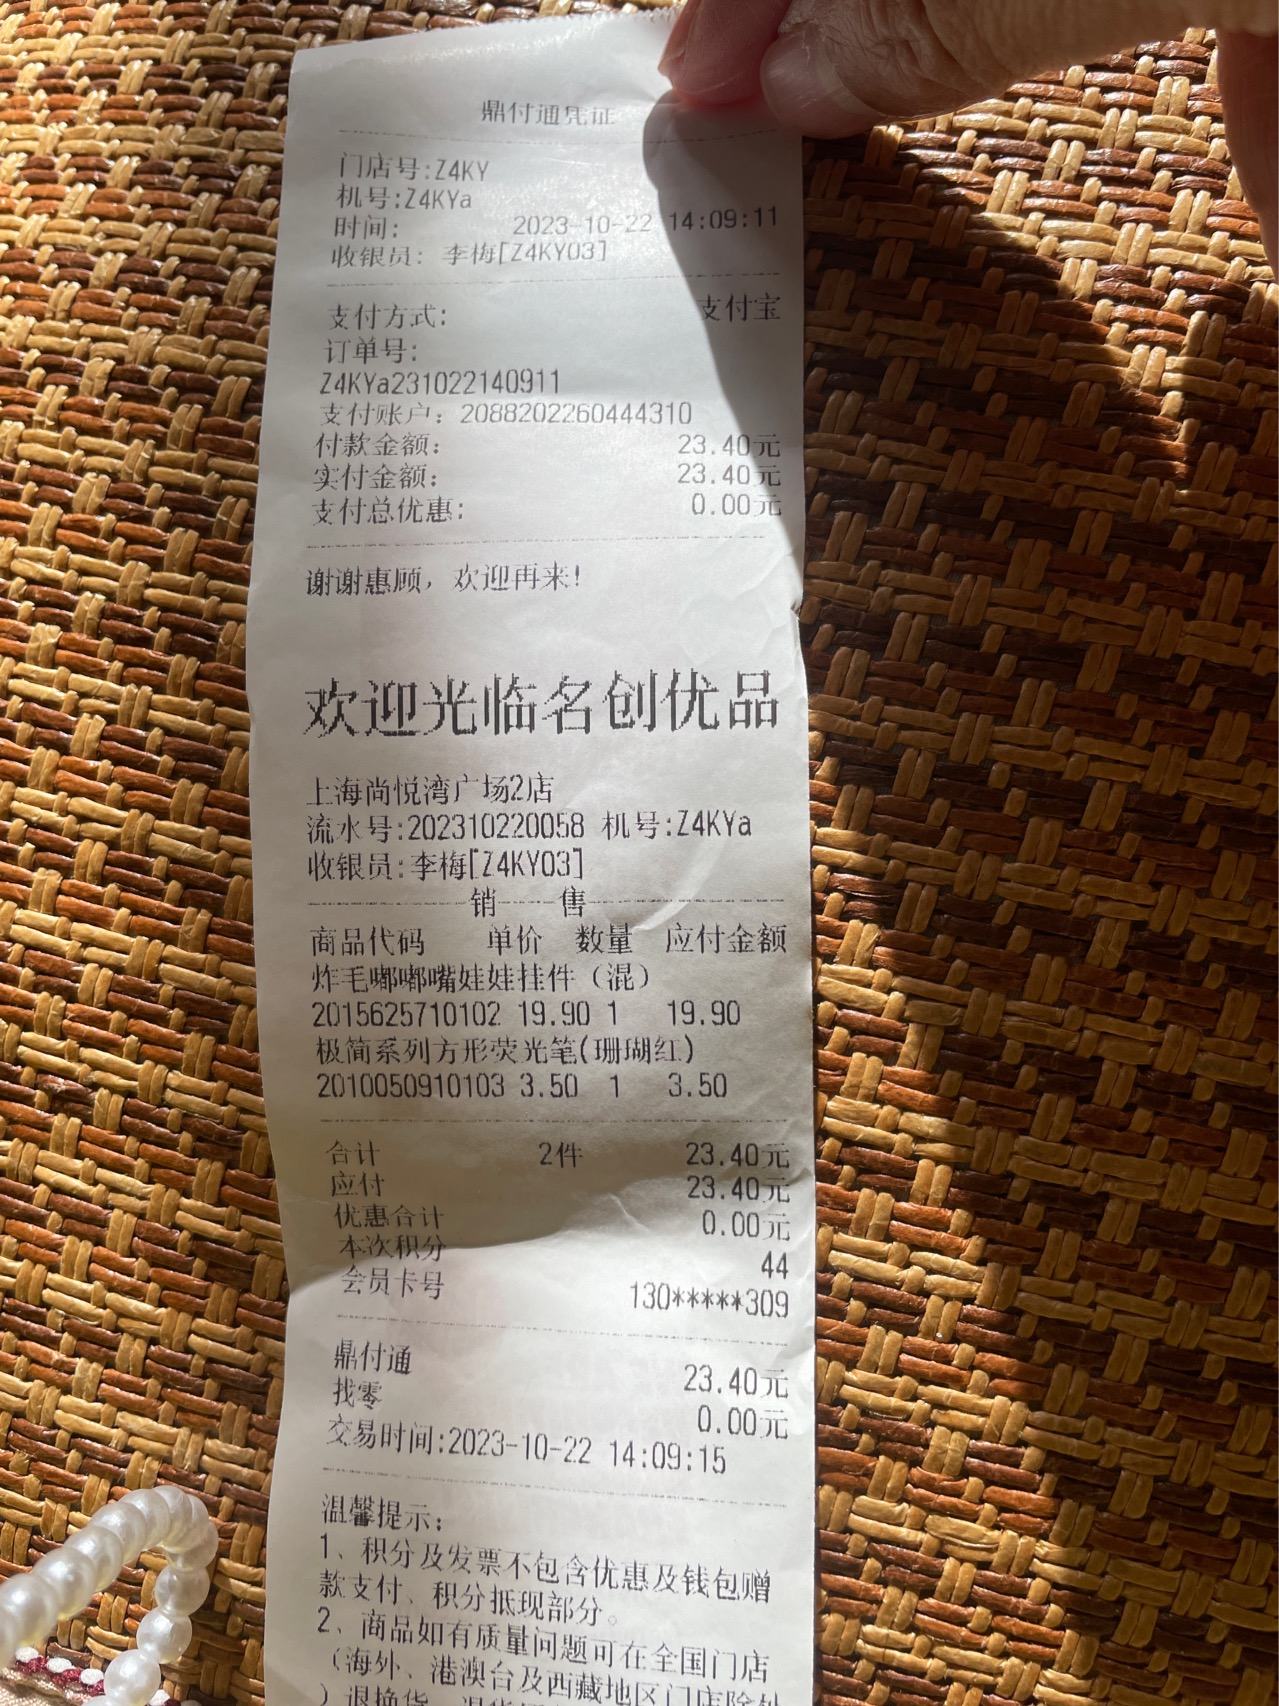 鼎付通凭证
门店号:Z4KY
机号:Z4KYa
时间: 2023-10-22 14:09:11
收银员: 李梅[Z4KY03]
支付方式: 支付宝
订单号:
Z4KYa231022140911
支付账户: 2088202260444310
付款金额: 23.40元
实付金额: 23.40元
支付总优惠: 0.00元
谢谢惠顾，欢迎再来!
欢迎光临名创优品
上海尚悦湾广场2店
流水号:202310220058 机号:Z4KYa
收银员:李梅[Z4KY03]
销 售
商品代码 单价 数量 应付金额
炸毛嘟嘟嘴娃娃挂件（混）
2015625710102 19.90 1 19.90
极简系列方形荧光笔(珊瑚红)
2010050910103 3.50 1 3.50
合计 2件 23.40元
应付 23.40元
优惠合计 0.00元
本次积分 44
会员卡号 130*****309
鼎付通 23.40元
找零 0.00元
交易时间:2023-10-22 14:09:15
温馨提示:
1、积分及发票不包含优惠及钱包赠
款支付、积分抵现部分。
2、商品如有质量问题可在全国门店
（海外、港澳台及西藏地区门店除外
）退换货